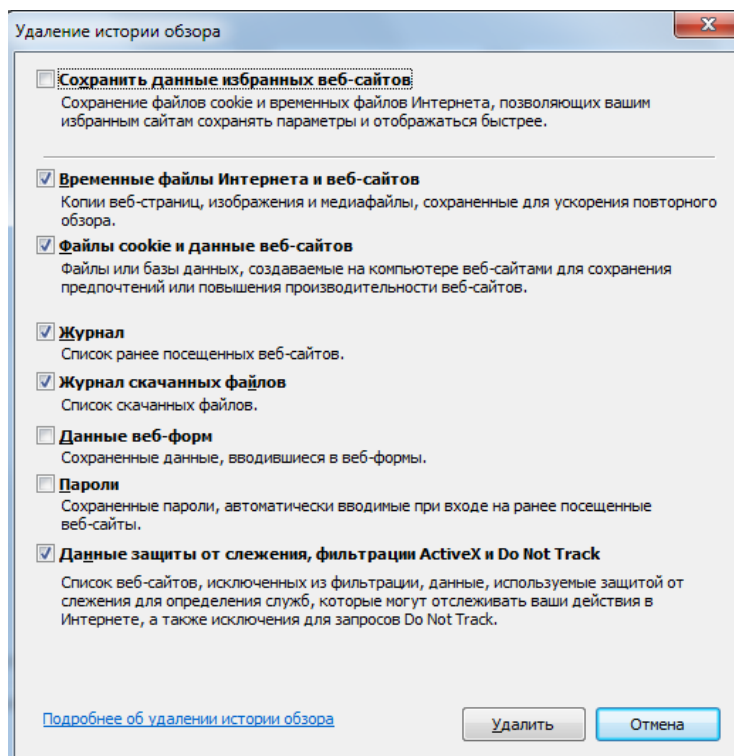 Удаление истории обзора
Сохранить данные избранных веб-сайтов
Сохранение файлов cookie и временных файлов Интернета, позволяющих вашим
избранным сайтам сохранять параметры и отображаться быстрее.
Временные файлы Интернета и веб-сайтов
Копии веб-страниц, изображения и медиафайлы, сохраненные для ускорения повторного
обзора.
Файлы cookie и данные веб-сайтов
Файлы или базы данных, создаваемые на компьютере веб-сайтами для сохранения
предпочтений или повышения производительности веб-сайтов.
Журнал
Список ранее посещенных веб-сайтов.
Журнал скачанных файлов
Список скачанных файлов.
Данные веб-форм
Сохраненные данные, вводившиеся в веб-формы.
Пароли
Сохраненные пароли, автоматически вводимые при входе на ранее посещенные
веб-сайты.
Данные защиты от слежения, фильтрации ActiveX и Do Not Track
Список веб-сайтов, исключенных из фильтрации, данные, используемые защитой от
слежения для определения служб, которые могут отслеживать ваши действия в
Интернете, а также исключения для запросов Do Not Track.
Подробнее об удалении истории обзора
Удалить
Отмена